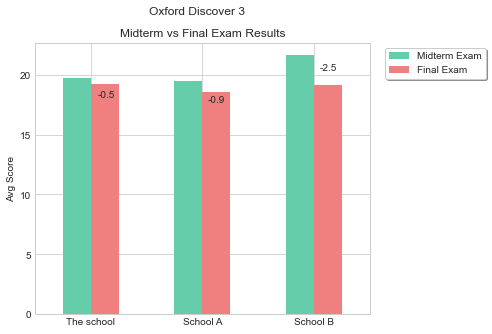 Oxford Discover 3
Midterm vs Final Exam Results
Midterm Exam
Final Exam
Avg Score
20
15
10
5
0
-0.5
-0.9
-2.5
The school
School A
School B